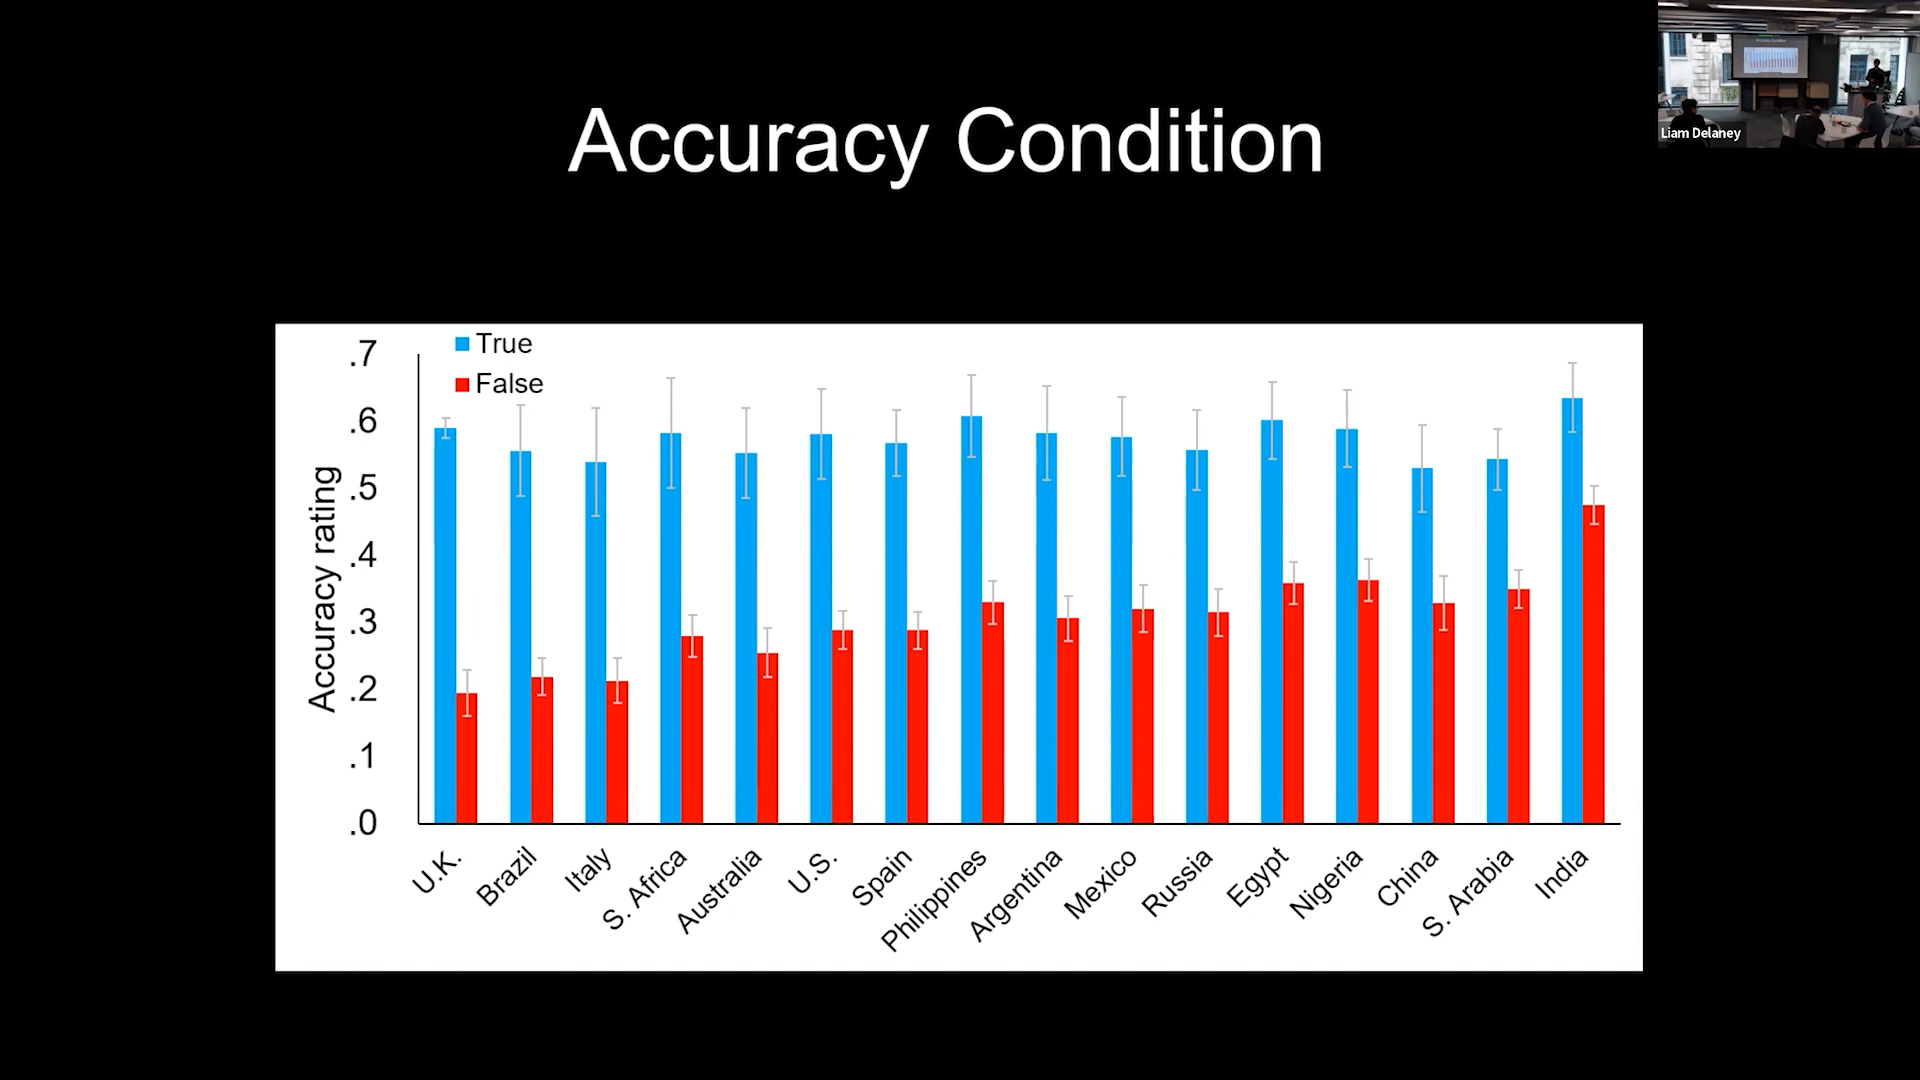 Accuracy Condition
Liam Delaney
True
False
Accuracy rating
.7
.6
.5
.4
.3
.2
.1
.0
U.K.
Brazil
Italy
S. Africa
Australia
U.S.
Spain
Philippines
Argentina
Mexico
Russia
Egypt
Nigeria
China
S. Arabia
India